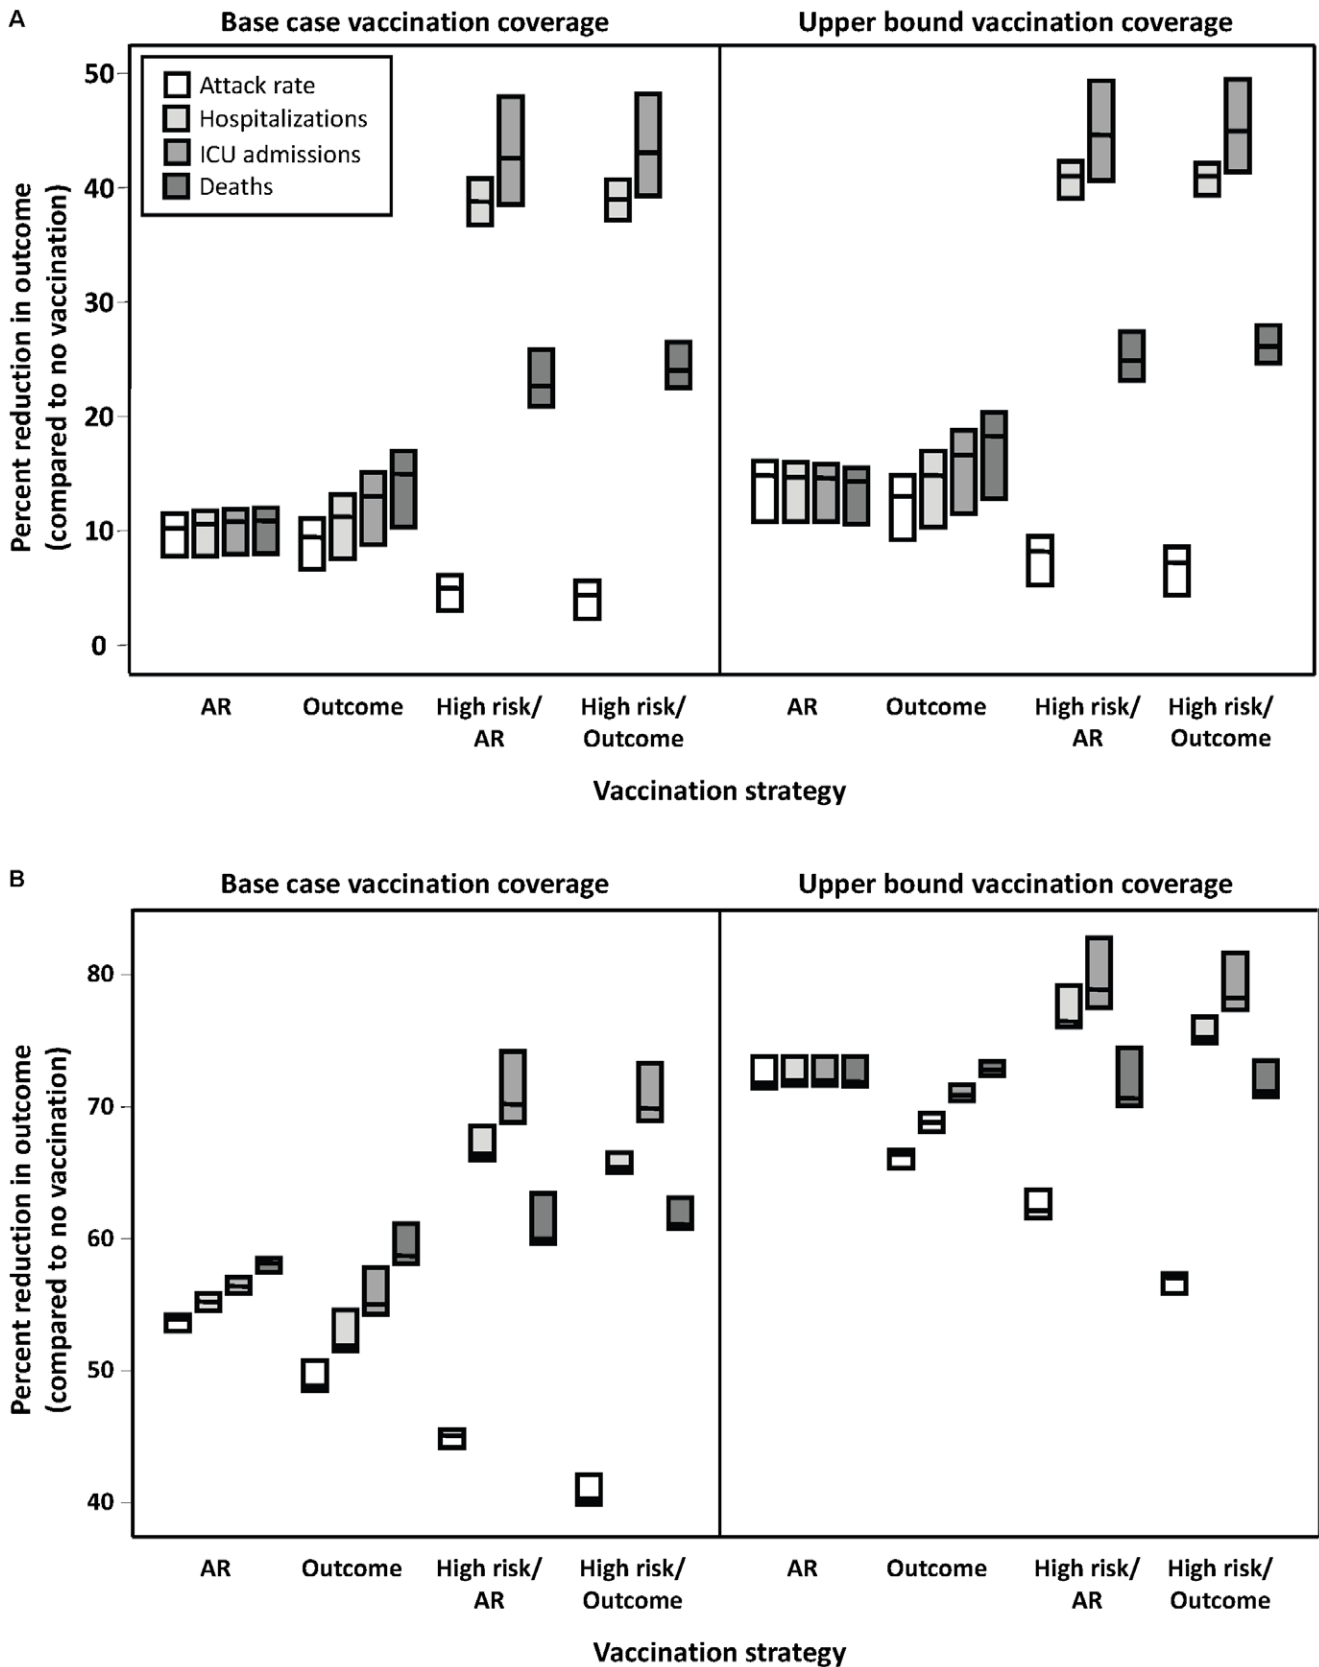 A
Base case vaccination coverage
Upper bound vaccination coverage
Percent reduction in outcome
(compared to no vaccination)
50
40
30
20
10
0
Attack rate
Hospitalizations
ICU admissions
Deaths
AR
Outcome
High risk/
AR
High risk/
Outcome
AR
Outcome
High risk/
AR
High risk/
Outcome
Vaccination strategy
B
Base case vaccination coverage
Upper bound vaccination coverage
Percent reduction in outcome
(compared to no vaccination)
80
70
60
50
40
AR
Outcome
High risk/
AR
High risk/
Outcome
AR
Outcome
High risk/
AR
High risk/
Outcome
Vaccination strategy